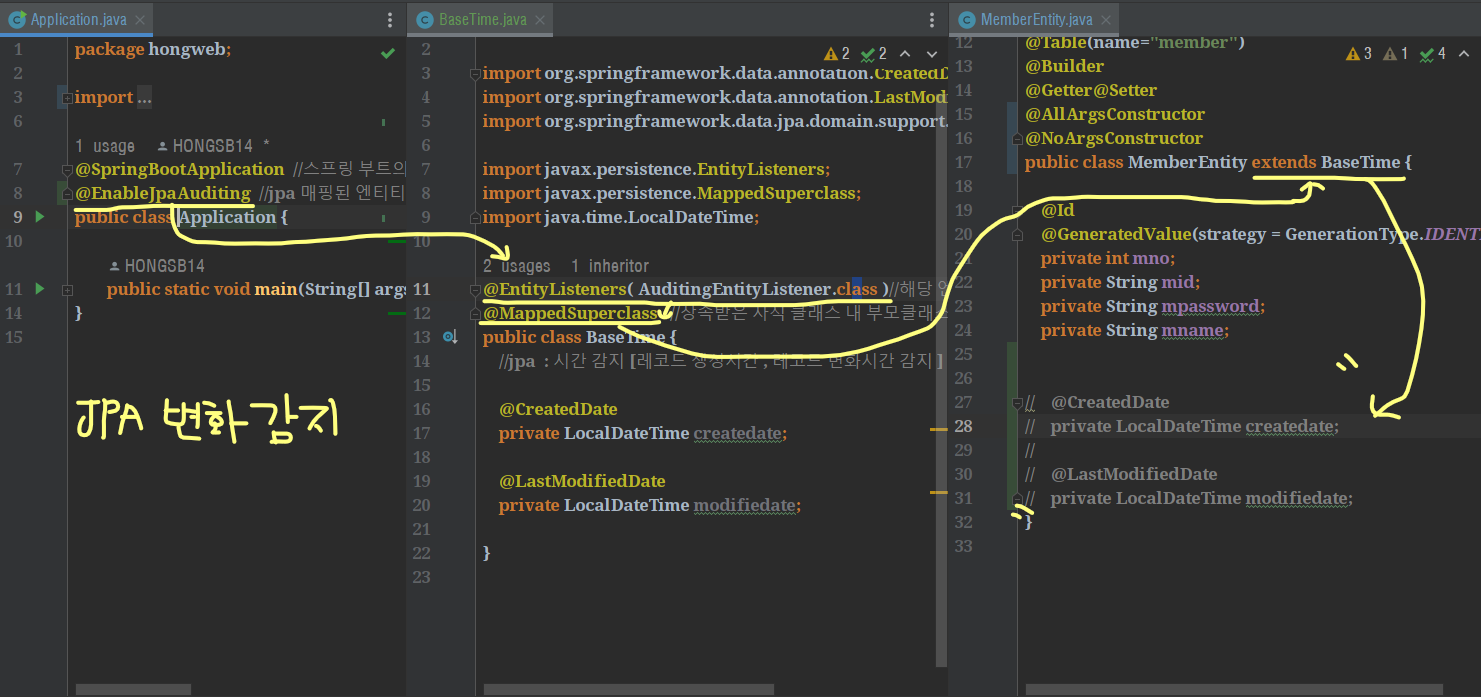 Application.java
BaseTime.java
MemberEntity.java
1 package hongweb;
2
3 import ...
6
1 usage HONGSB14 *
7 @SpringBootApplication //스프링 부트의
8 @EnableJpaAuditing //jpa 매핑된 엔티티
9 public class Application {
10
HONGSB14
11 public static void main(String[] args
14 }
15
JPA 변화 감지
2
2 2
3 import org.springframework.data.annotation.CreatedD
4 import org.springframework.data.annotation.LastModi
5 import org.springframework.data.jpa.domain.support.
6
7 import javax.persistence.EntityListeners;
8 import javax.persistence.MappedSuperclass;
9 import java.time.LocalDateTime;
10
2 usages 1 inheritor
11 @EntityListeners( AuditingEntityListener.class )//해당
12 @MappedSuperclass //상속받은 자식 클래스 내 부모클래스
13 public class BaseTime {
14 //jpa : 시간 감지 [레코드 생성시간 , 레코드 변화시간 감지 ]
15
16 @CreatedDate
17 private LocalDateTime createdate;
18
19 @LastModifiedDate
20 private LocalDateTime modifiedate;
21
22 }
23
12 @Table(name="member")
3 1 4
13 @Builder
14 @Getter@Setter
15 @AllArgsConstructor
16 @NoArgsConstructor
17 public class MemberEntity extends BaseTime {
18
19 @Id
20 @GeneratedValue(strategy = GenerationType.IDENTI
21 private int mno;
22 private String mid;
23 private String mpassword;
24 private String mname;
25
26
27 // @CreatedDate
28 // private LocalDateTime createdate;
29 //
30 // @LastModifiedDate
31 // private LocalDateTime modifiedate;
32 }
33